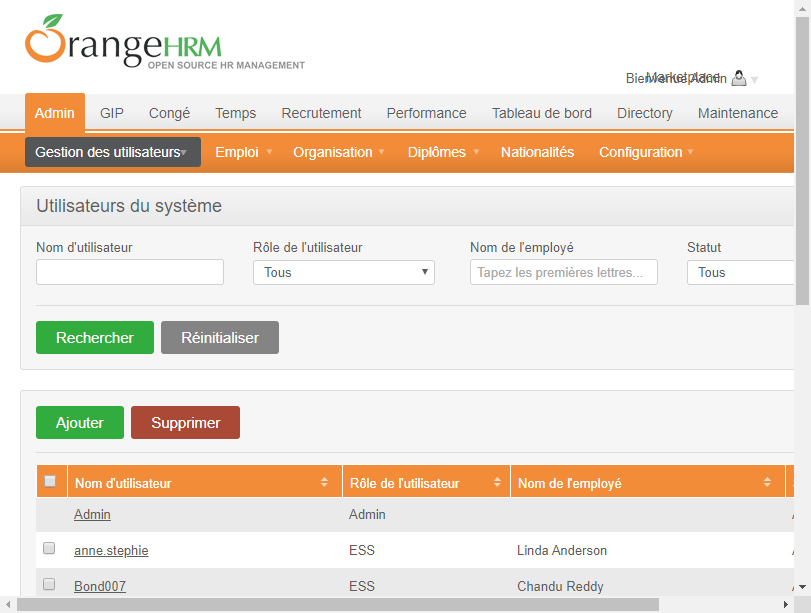 OrangeHRM
OPEN SOURCE HR MANAGEMENT
Marketplace
Bienvenue Admin
Admin GIP Congé Temps Recrutement Performance Tableau de bord Directory Maintenance
Gestion des utilisateurs Emploi Organisation Diplômes Nationalités Configuration
Utilisateurs du système
Nom d'utilisateur Rôle de l'utilisateur Nom de l'employé Statut
Tous Tapez les premières lettres... Tous
Rechercher Réinitialiser
Ajouter Supprimer
Nom d'utilisateur Rôle de l'utilisateur Nom de l'employé
Admin Admin
anne.stephie ESS Linda Anderson
Bond007 ESS Chandu Reddy